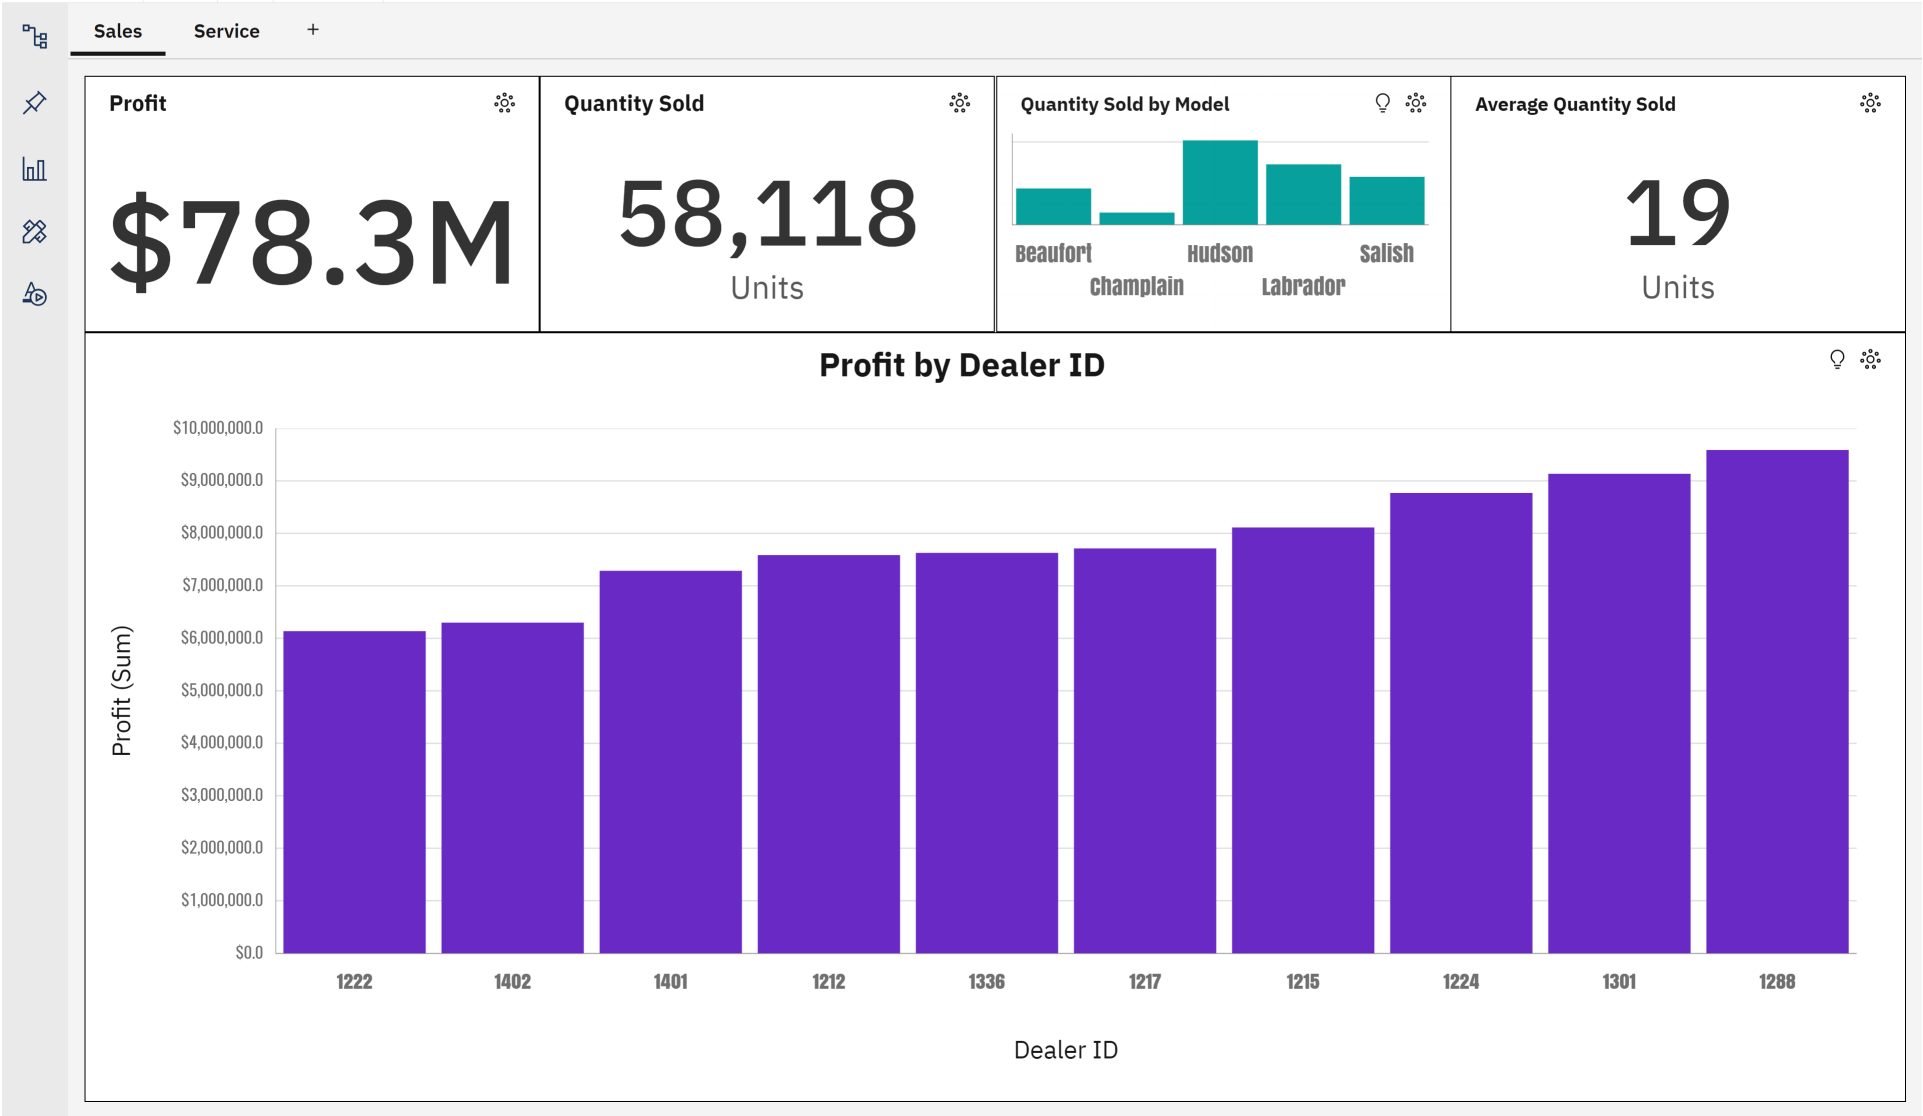 Sales
Service
+
Profit
$78.3M
Quantity Sold
58,118
Units
Quantity Sold by Model
Beaufort
Champlain
Hudson
Labrador
Salish
Average Quantity Sold
19
Units
Profit by Dealer ID
Profit (Sum)
$10,000,000.0
$9,000,000.0
$8,000,000.0
$7,000,000.0
$6,000,000.0
$5,000,000.0
$4,000,000.0
$3,000,000.0
$2,000,000.0
$1,000,000.0
$0.0
1222 1402 1401 1212 1336 1217 1215 1224 1301 1288
Dealer ID